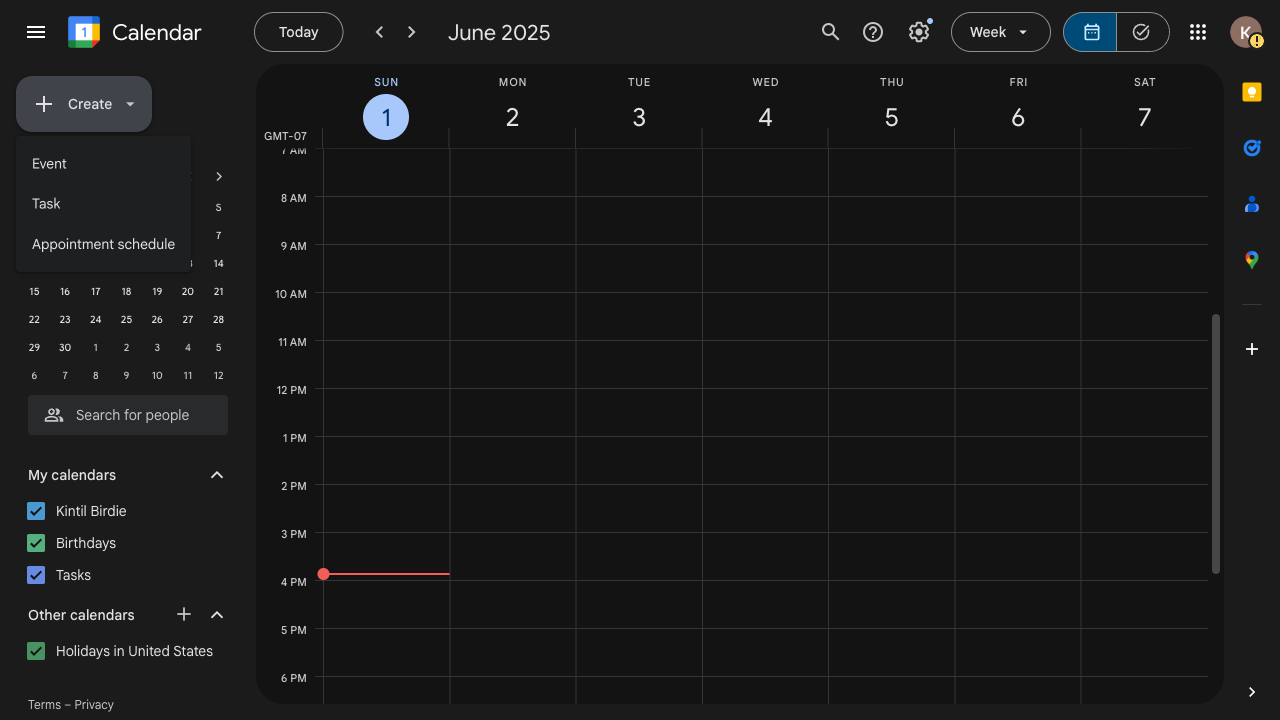 1 Calendar
Today
June 2025
Week
K
Create
Event
Task
Appointment schedule
S
7
14
15 16 17 18 19 20 21
22 23 24 25 26 27 28
29 30 1 2 3 4 5
6 7 8 9 10 11 12
Search for people
My calendars
Kintil Birdie
Birthdays
Tasks
Other calendars
Holidays in United States
Terms – Privacy
SUN MON TUE WED THU FRI SAT
1 2 3 4 5 6 7
GMT-07
7 AM
8 AM
9 AM
10 AM
11 AM
12 PM
1 PM
2 PM
3 PM
4 PM
5 PM
6 PM